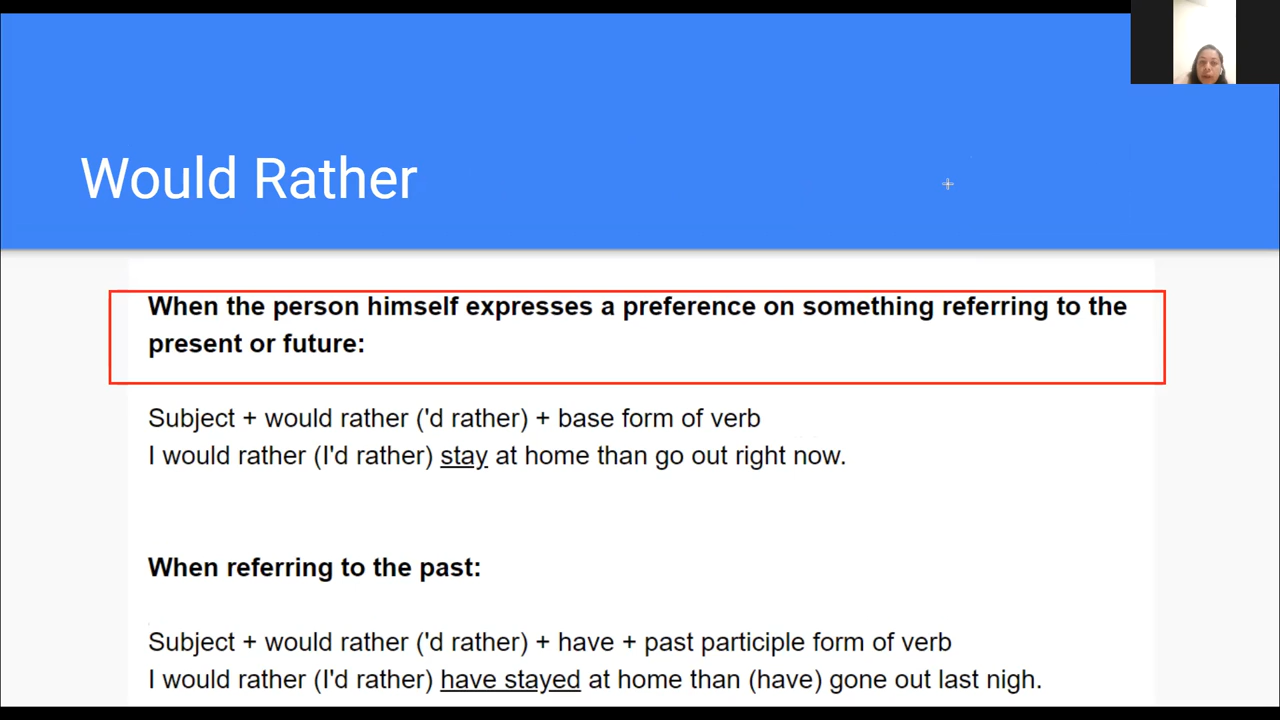 Would Rather
When the person himself expresses a preference on something referring to the
present or future:
Subject + would rather ('d rather) + base form of verb
I would rather (I'd rather) stay at home than go out right now.
When referring to the past:
Subject + would rather ('d rather) + have + past participle form of verb
I would rather (I'd rather) have stayed at home than (have) gone out last nigh.